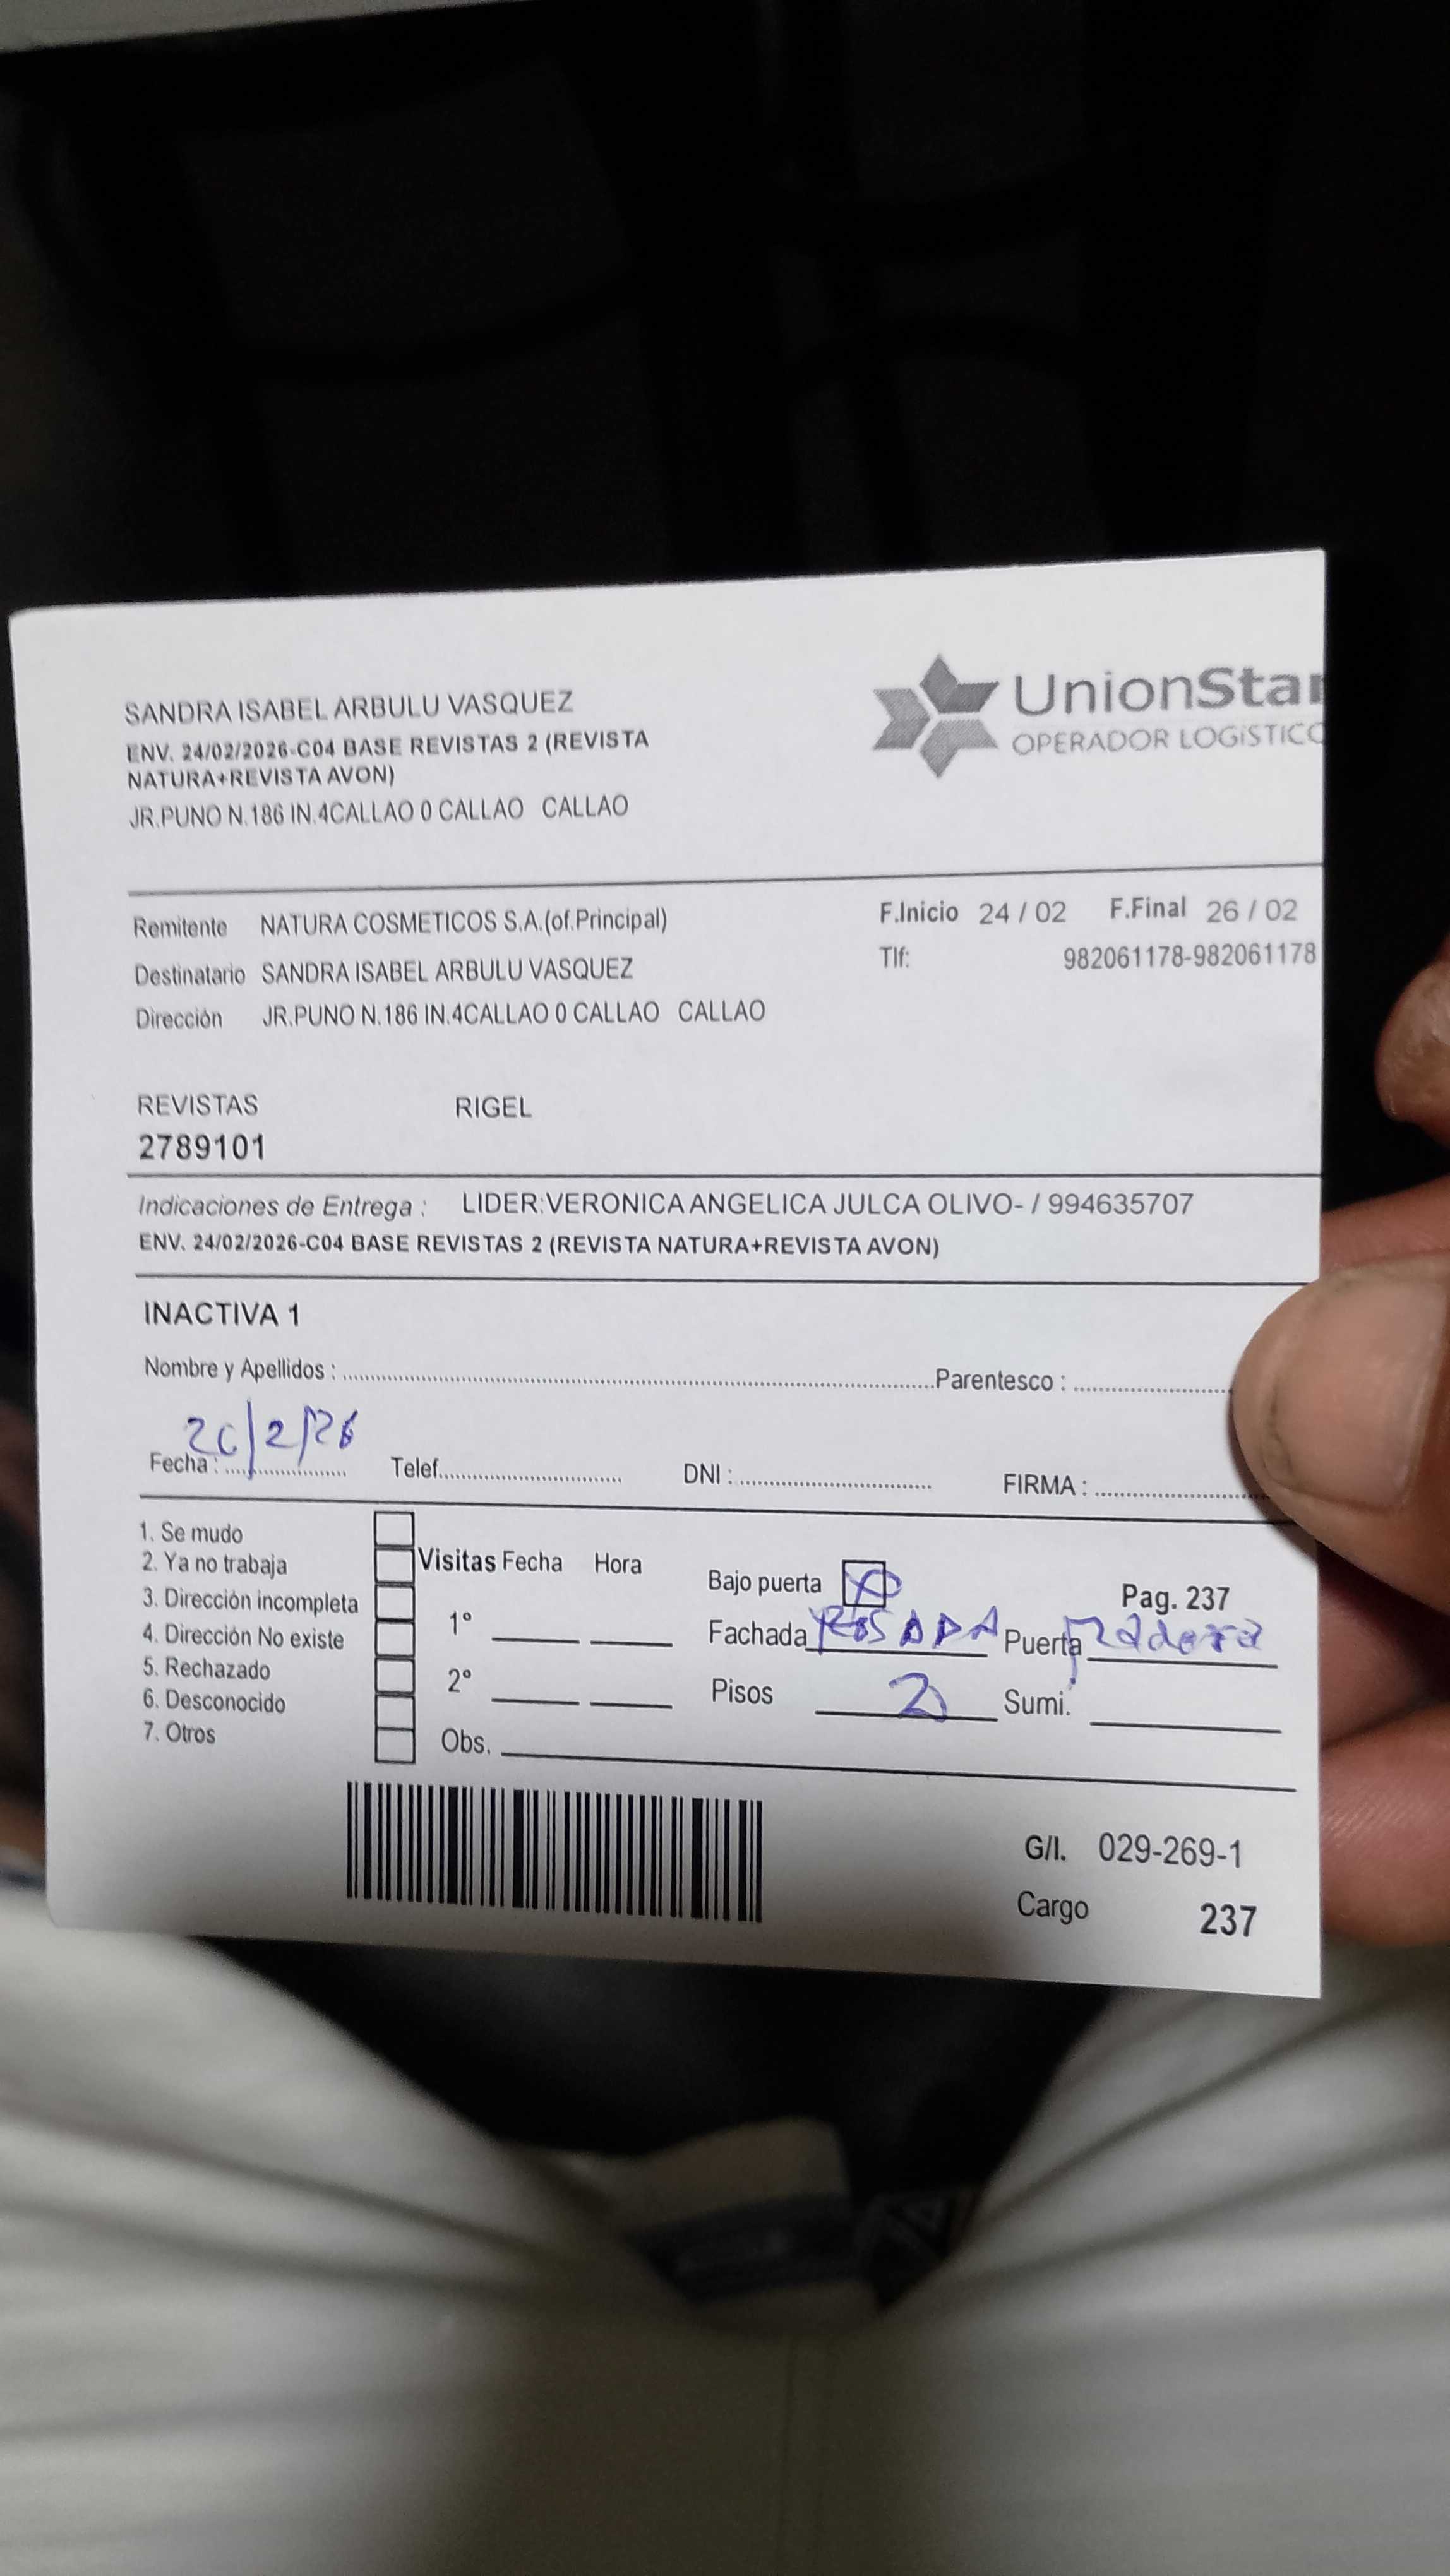 SANDRA ISABEL ARBULU VASQUEZ
ENV. 24/02/2026-C04 BASE REVISTAS 2 (REVISTA
NATURA+REVISTA AVON)
JR.PUNO N.186 IN.4CALLAO 0 CALLAO CALLAO
UnionStar
OPERADOR LOGíSTICO
Remitente NATURA COSMETICOS S.A.(of.Principal)
F.Inicio 24 / 02 F.Final 26 / 02
Destinatario SANDRA ISABEL ARBULU VASQUEZ
Tlf: 982061178-982061178
Dirección JR.PUNO N.186 IN.4CALLAO 0 CALLAO CALLAO
REVISTAS RIGEL
2789101
Indicaciones de Entrega : LIDER:VERONICA ANGELICA JULCA OLIVO- / 994635707
ENV. 24/02/2026-C04 BASE REVISTAS 2 (REVISTA NATURA+REVISTA AVON)
INACTIVA 1
Nombre y Apellidos : Parentesco :
Fecha : 26/2/26 Telef. DNI : FIRMA :
1. Se mudo
2. Ya no trabaja
3. Dirección incompleta
4. Dirección No existe
5. Rechazado
6. Desconocido
7. Otros
Visitas Fecha Hora
1°
2°
Obs.
Bajo puerta X Pag. 237
Fachada ROSADA Puerta madera
Pisos 2 Sumi.
G/I. 029-269-1
Cargo 237